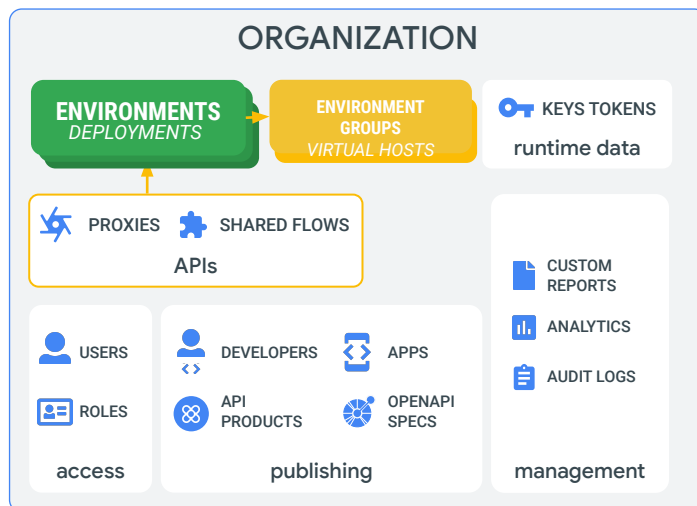 ORGANIZATION
ENVIRONMENTS
DEPLOYMENTS
ENVIRONMENT
GROUPS
VIRTUAL HOSTS
KEYS TOKENS
runtime data
PROXIES
SHARED FLOWS
APIs
USERS
ROLES
access
DEVELOPERS
APPS
API
PRODUCTS
OPENAPI
SPECS
publishing
CUSTOM
REPORTS
ANALYTICS
AUDIT LOGS
management